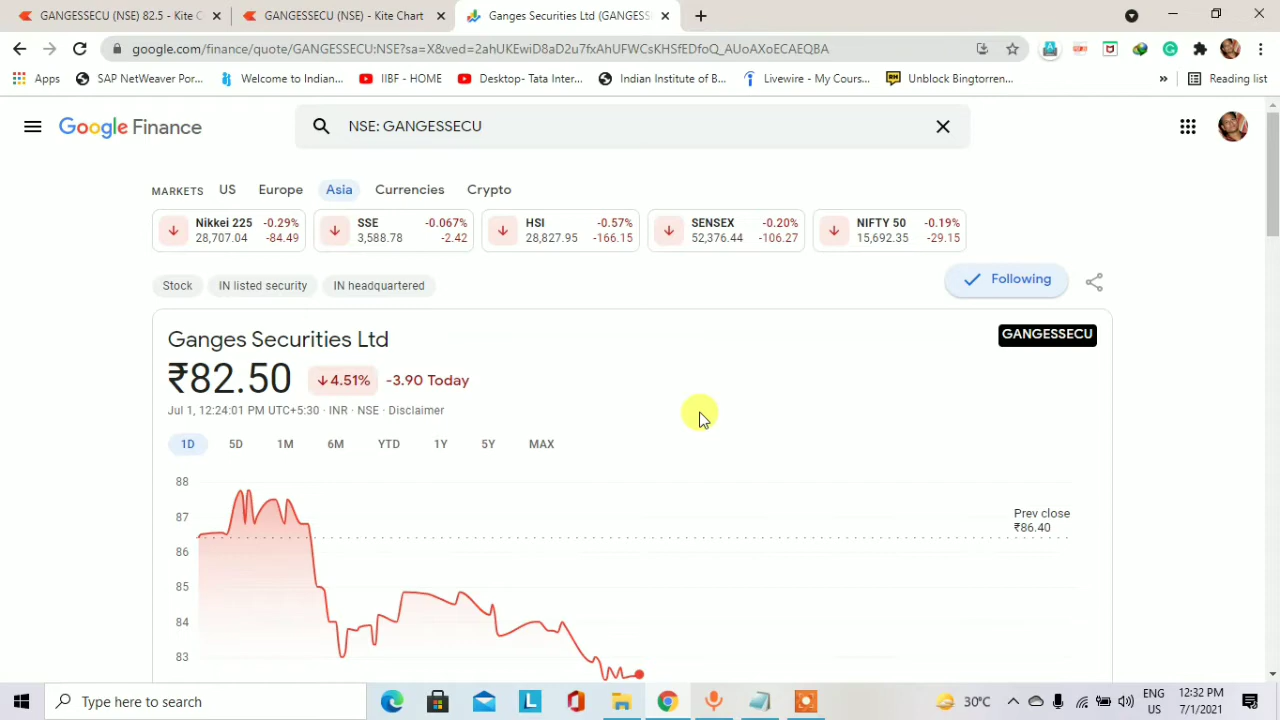 GANGESSECU (NSE) 82.5 - Kite C
GANGESSECU (NSE) - Kite Chart
Ganges Securities Ltd (GANGESS
google.com/finance/quote/GANGESSECU:NSE?sa=X&ved=2ahUKEwiD8aD2u7fxAhUFWCsKHSfEDfoQ_AUoAXoECAEQBA
Apps SAP NetWeaver Por... Welcome to Indian... IIBF - HOME Desktop- Tata Inter... Indian Institute of B... Livewire - My Cours... Unblock Bingtorren... » Reading list
Google Finance
NSE: GANGESSECU
MARKETS US Europe Asia Currencies Crypto
Nikkei 225 -0.29% SSE -0.067% HSI -0.57% SENSEX -0.20% NIFTY 50 -0.19%
28,707.04 -84.49 3,588.78 -2.42 28,827.95 -166.15 52,376.44 -106.27 15,692.35 -29.15
Stock IN listed security IN headquartered Following
Ganges Securities Ltd GANGESSECU
₹82.50 4.51% -3.90 Today
Jul 1, 12:24:01 PM UTC+5:30 · INR · NSE · Disclaimer
1D 5D 1M 6M YTD 1Y 5Y MAX
88
87
Prev close
₹86.40
86
85
84
83
Type here to search
30°C
ENG
US
12:32 PM
7/1/2021